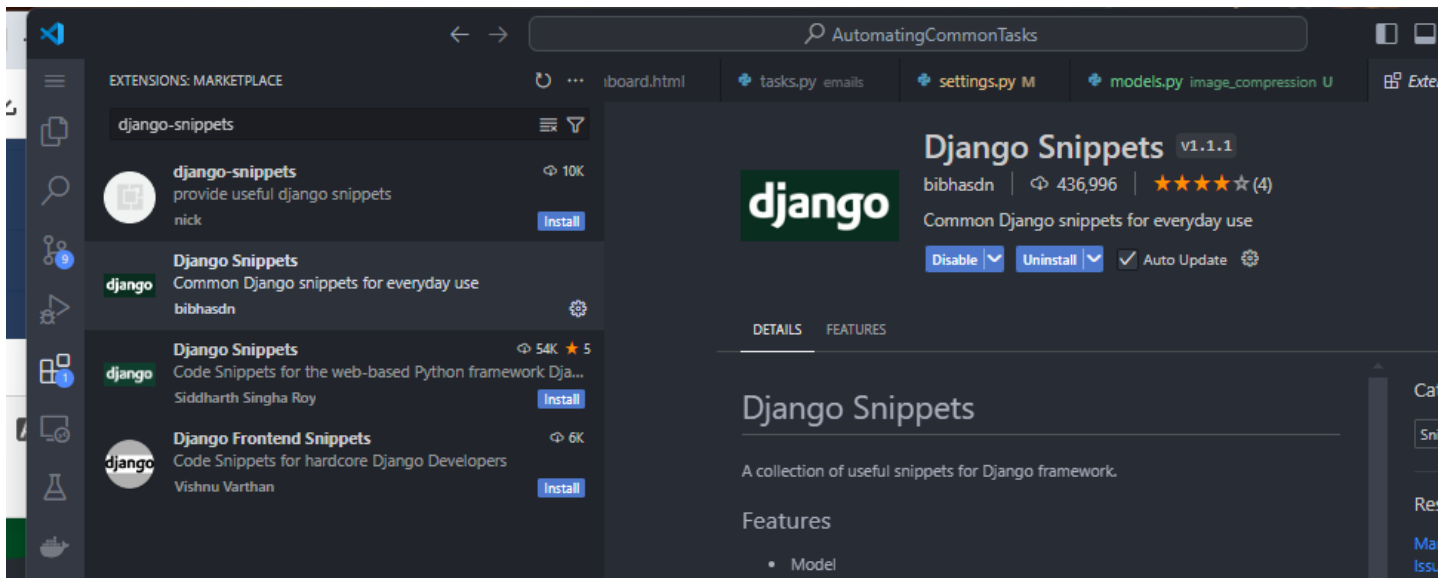 AutomatingCommonTasks
EXTENSIONS: MARKETPLACE
board.html
tasks.py emails
settings.py M
models.py image_compression U
django-snippets
django-snippets
10K
provide useful django snippets
nick
Install
Django Snippets
django
Common Django snippets for everyday use
bibhasdn
Django Snippets
54K ★ 5
django
Code Snippets for the web-based Python framework Dja...
Siddharth Singha Roy
Install
Django Frontend Snippets
6K
django
Code Snippets for hardcore Django Developers
Vishnu Varthan
Install
9
1
django
Django Snippets v1.1.1
bibhasdn | 436,996 | ★★★★☆ (4)
Common Django snippets for everyday use
Disable
Uninstall
Auto Update
DETAILS
FEATURES
Django Snippets
A collection of useful snippets for Django framework.
Features
• Model